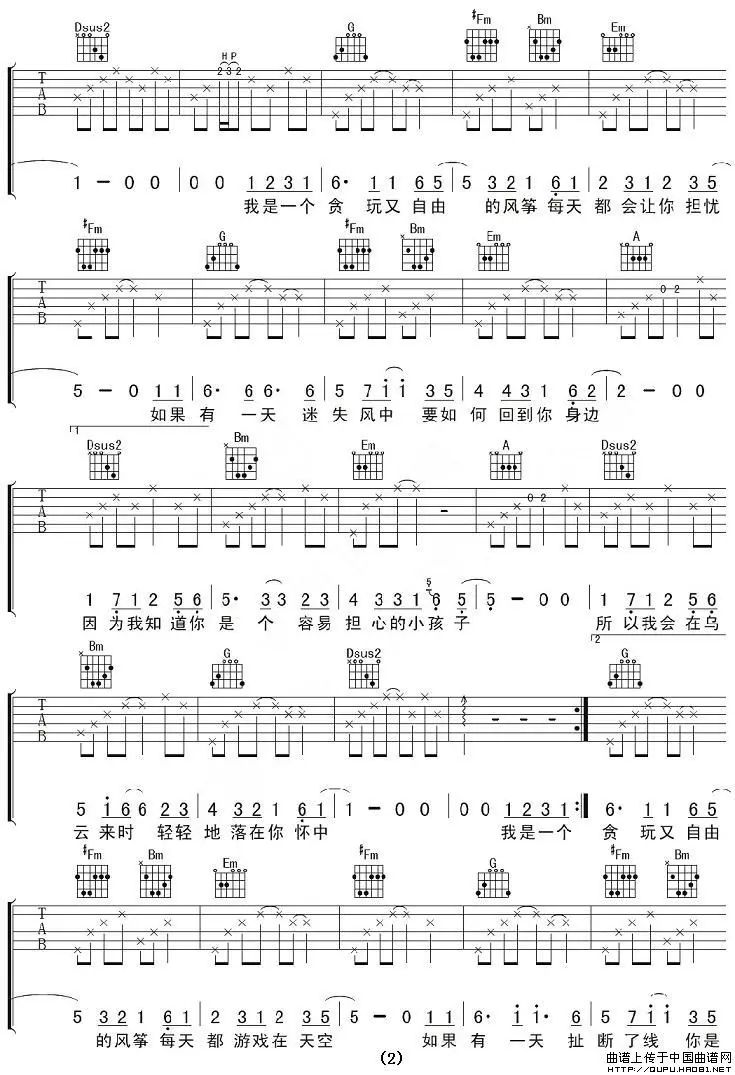 Dsus2 G #Fm Bm Em
H P
2 3 2
T
A
B
1 - 0 0 0 0 1 2 3 1 6· 1 1 6 5 5 3 2 1 6 1 2 3 1 2 3 5
我是一个 贪 玩又 自由 的风筝 每天 都 会让你 担忧
#Fm G #Fm Bm Em A
0 2
T
A
B
5 - 0 1 1 6· 6 6· 6 5 7 1 1 3 5 4 4 3 1 6 2 2 - 0 0
如果 有 一天 迷 失 风中 要如 何 回到你 身边
1
Dsus2 Bm Em A Dsus2
0 2
T
A
B
5
1 7 1 2 5 6 5· 3 3 2 3 4 3 3 1 6 5 5 - 0 0 1 7 1 2 5 6
因 为我知 道你 是 个 容易 担 心的小孩子 所 以我会 在乌
2
Bm G Dsus2 G
T
A
B
5 1 6 6 2 3 4 3 2 1 6 1 1 - 0 0 0 0 1 2 3 1 6· 1 1 6 5
云 来时 轻轻 地 落在你 怀中 我是一个 贪 玩又 自由
#Fm Bm Em #Fm G #Fm Bm
T
A
B
5 3 2 1 6 1 2 3 1 2 3 5 5 - 0 1 1 6· 1 1· 6 5 7 1 1 3 5
的风筝 每天 都 游戏在 天空 如果 有 一天 扯 断了线 你是
(2)
曲谱上传于中国曲谱网
HTTP://QUPU.HAO81.NET